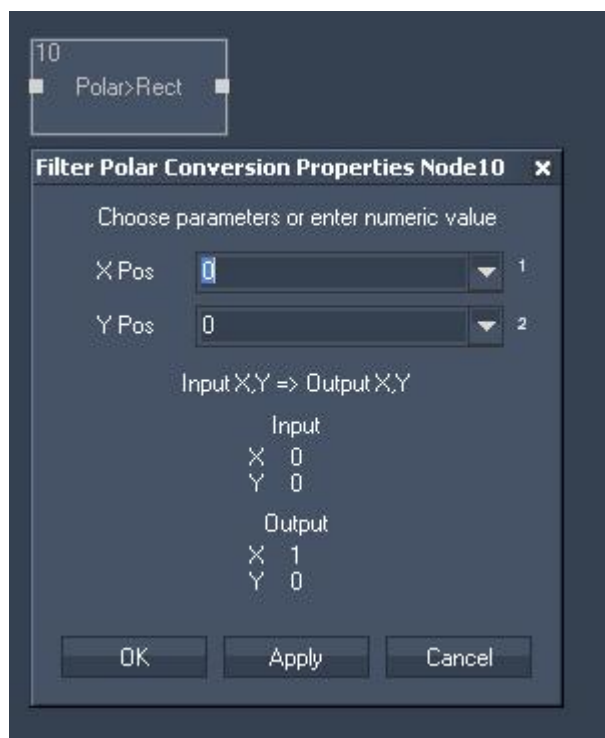 10
Polar>Rect
Filter Polar Conversion Properties Node10 x
Choose parameters or enter numeric value
X Pos 0 1
Y Pos 0 2
Input X,Y => Output X,Y
Input
X 0
Y 0
Output
X 1
Y 0
OK Apply Cancel